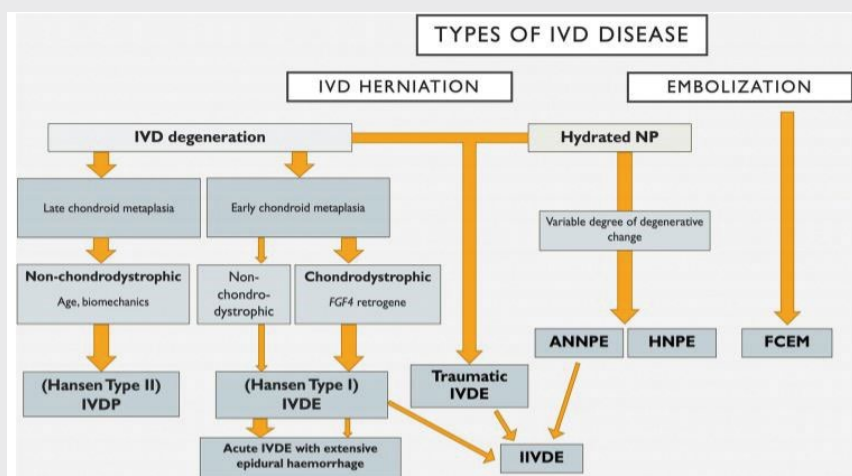 TYPES OF IVD DISEASE
IVD HERNIATION
EMBOLIZATION
IVD degeneration
Hydrated NP
Late chondroid metaplasia
Early chondroid metaplasia
Variable degree of degenerative
change
Non-chondrodystrophic
Age, biomechanics
Non-
chondro-
dystrophic
Chondrodystrophic
FGF4 retrogene
ANNPE
HNPE
FCEM
(Hansen Type II)
IVDP
(Hansen Type I)
IVDE
Traumatic
IVDE
Acute IVDE with extensive
epidural haemorrhage
IIVDE